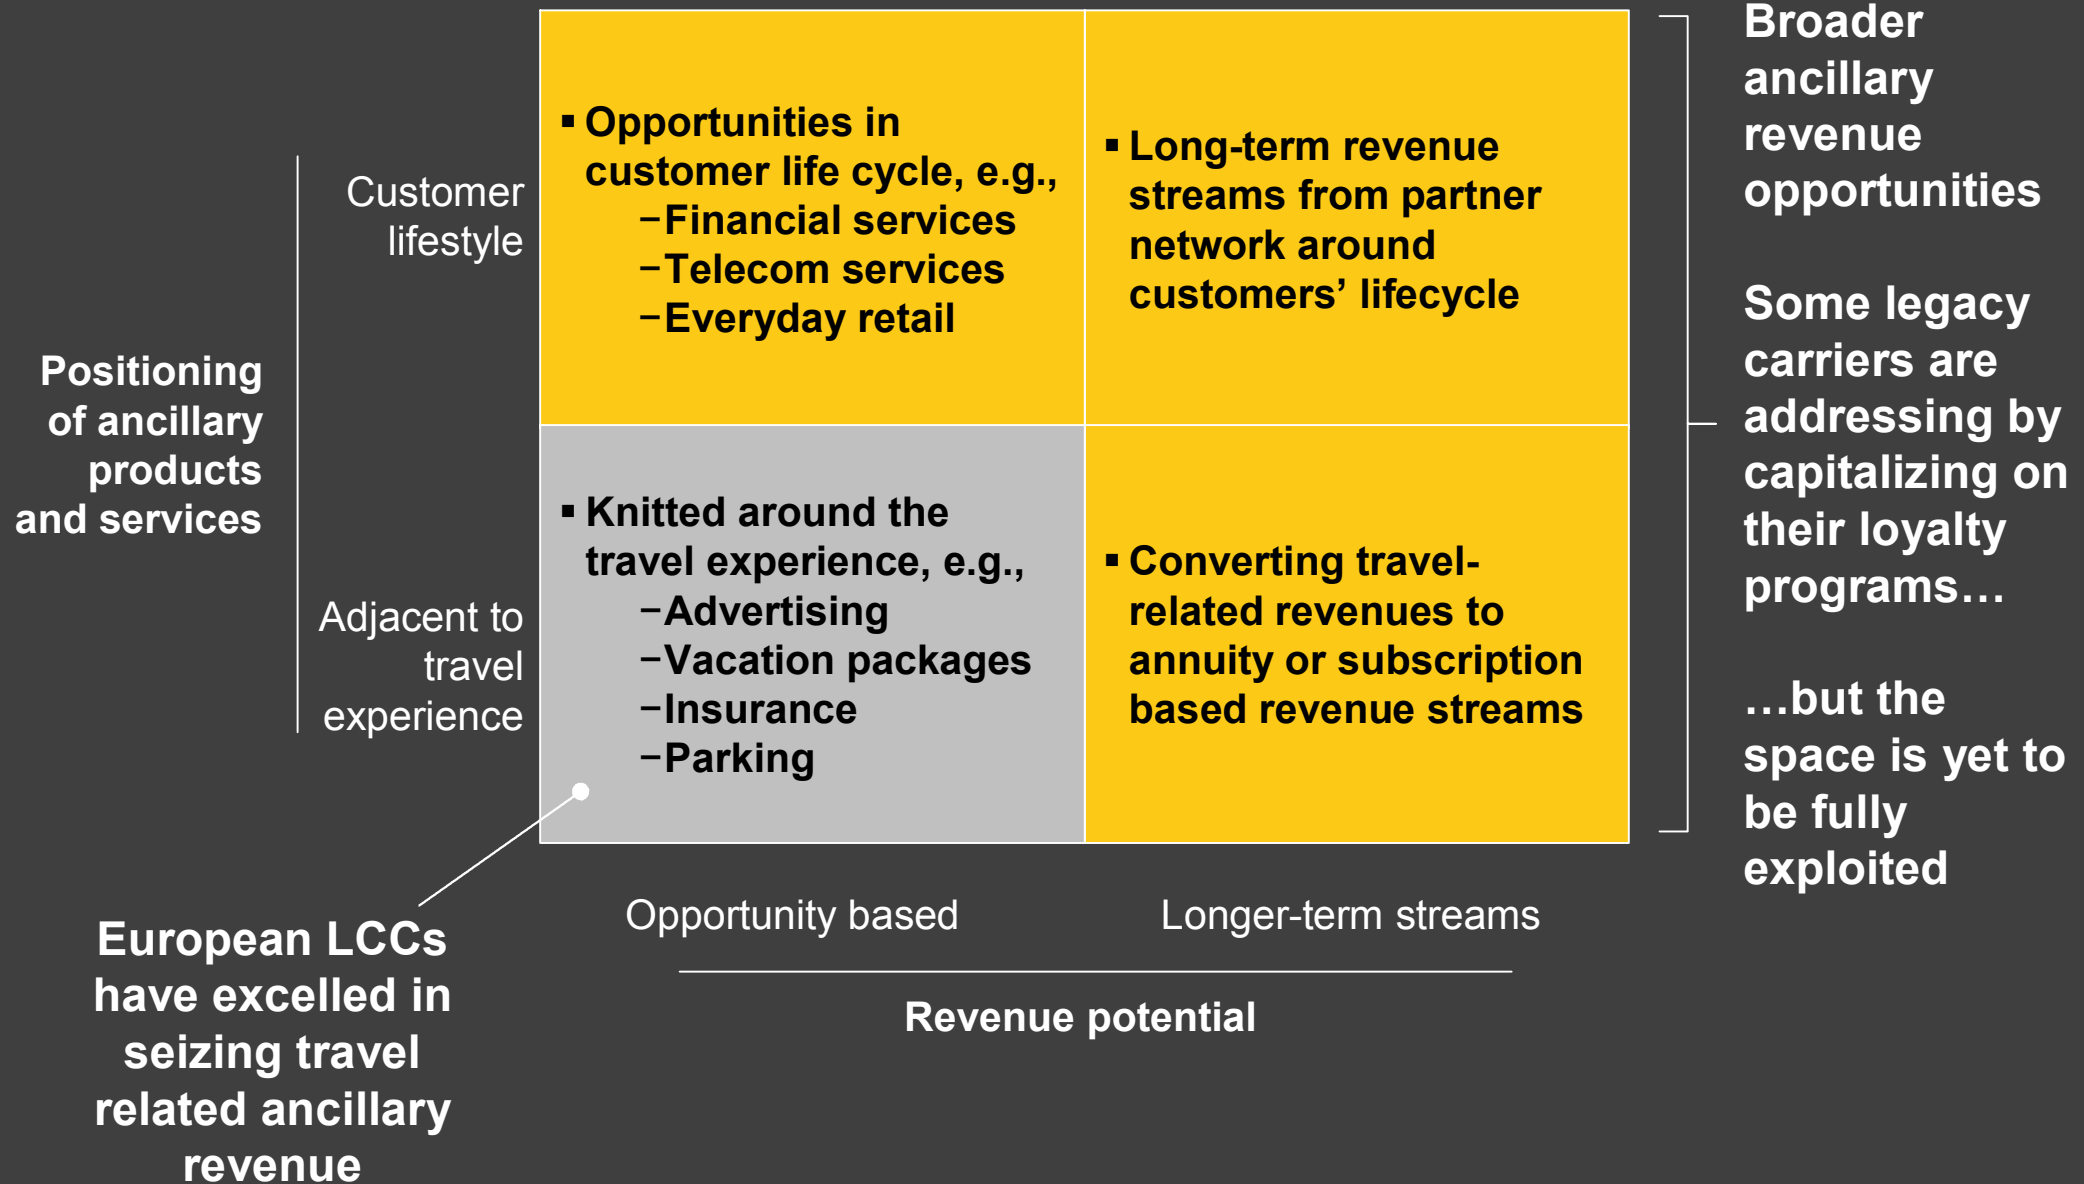 Positioning
of ancillary
products
and services
Customer
lifestyle
Adjacent to
travel
experience
▪ Opportunities in
customer life cycle, e.g.,
–Financial services
–Telecom services
–Everyday retail
▪ Long-term revenue
streams from partner
network around
customers’ lifecycle
▪ Knitted around the
travel experience, e.g.,
–Advertising
–Vacation packages
–Insurance
–Parking
▪ Converting travel-
related revenues to
annuity or subscription
based revenue streams
Opportunity based
Longer-term streams
Revenue potential
European LCCs
have excelled in
seizing travel
related ancillary
revenue
Broader
ancillary
revenue
opportunities
Some legacy
carriers are
addressing by
capitalizing on
their loyalty
programs…
…but the
space is yet to
be fully
exploited